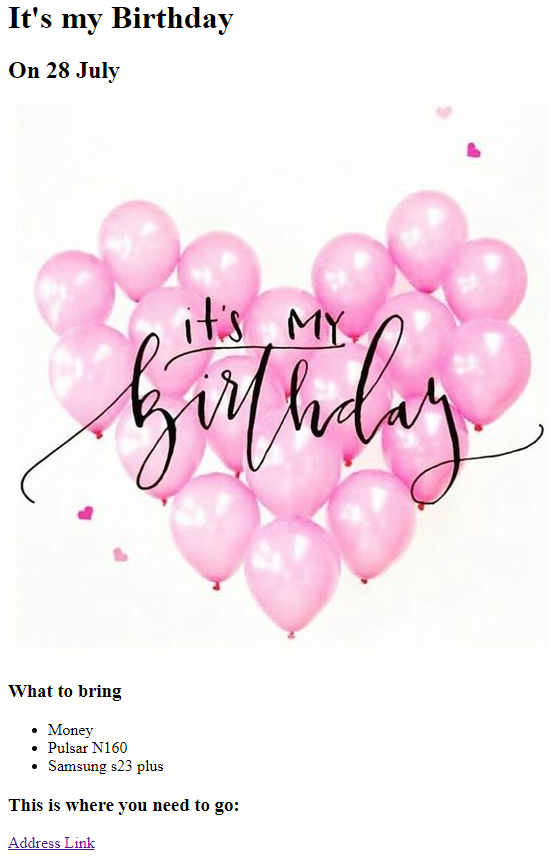 It's my Birthday
On 28 July
it's MY
birthday
What to bring
Money
Pulsar N160
Samsung s23 plus
This is where you need to go:
Address Link